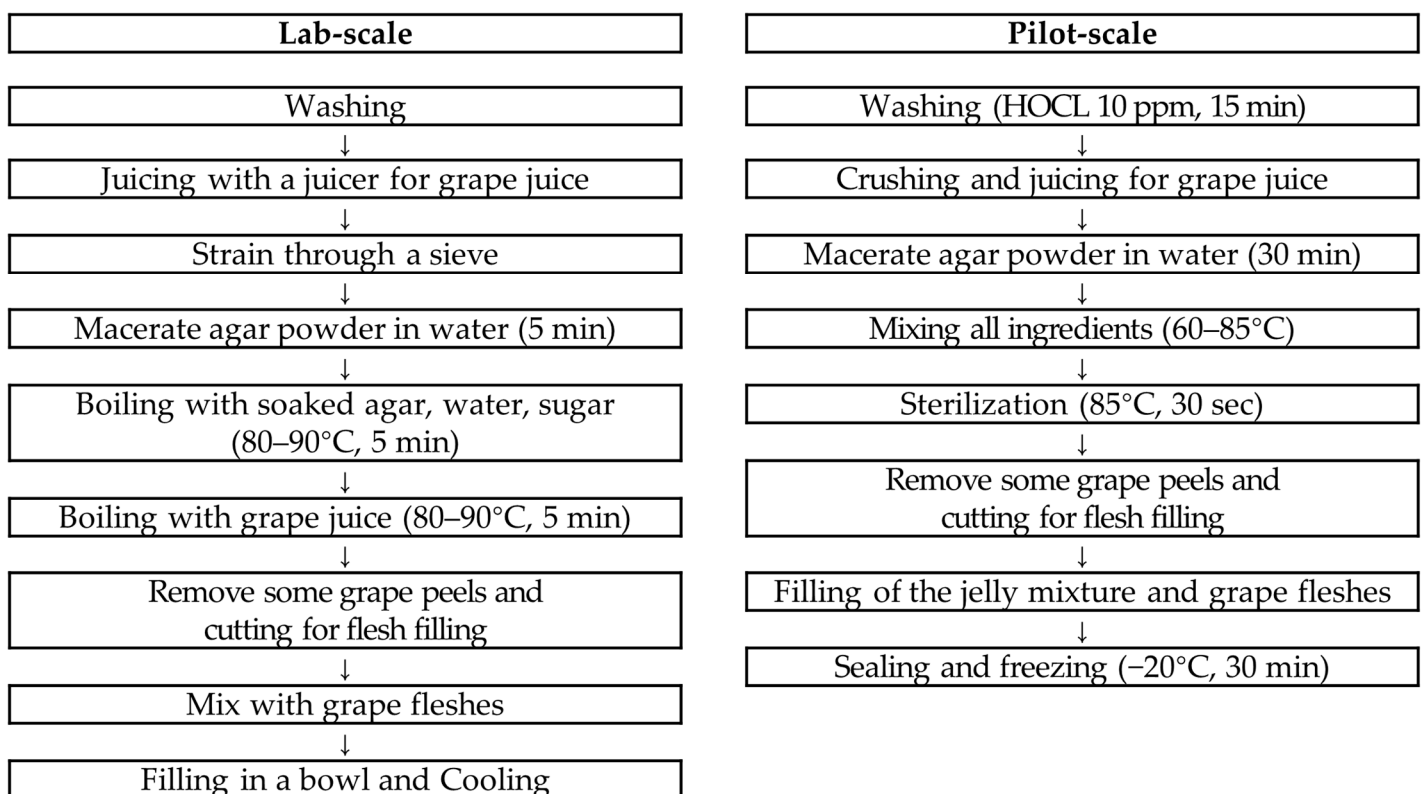 Lab-scale
Washing
↓
Juicing with a juicer for grape juice
↓
Strain through a sieve
↓
Macerate agar powder in water (5 min)
↓
Boiling with soaked agar, water, sugar
(80–90°C, 5 min)
↓
Boiling with grape juice (80–90°C, 5 min)
↓
Remove some grape peels and
cutting for flesh filling
↓
Mix with grape fleshes
↓
Filling in a bowl and Cooling
Pilot-scale
Washing (HOCL 10 ppm, 15 min)
↓
Crushing and juicing for grape juice
↓
Macerate agar powder in water (30 min)
↓
Mixing all ingredients (60–85°C)
↓
Sterilization (85°C, 30 sec)
↓
Remove some grape peels and
cutting for flesh filling
↓
Filling of the jelly mixture and grape fleshes
↓
Sealing and freezing (−20°C, 30 min)